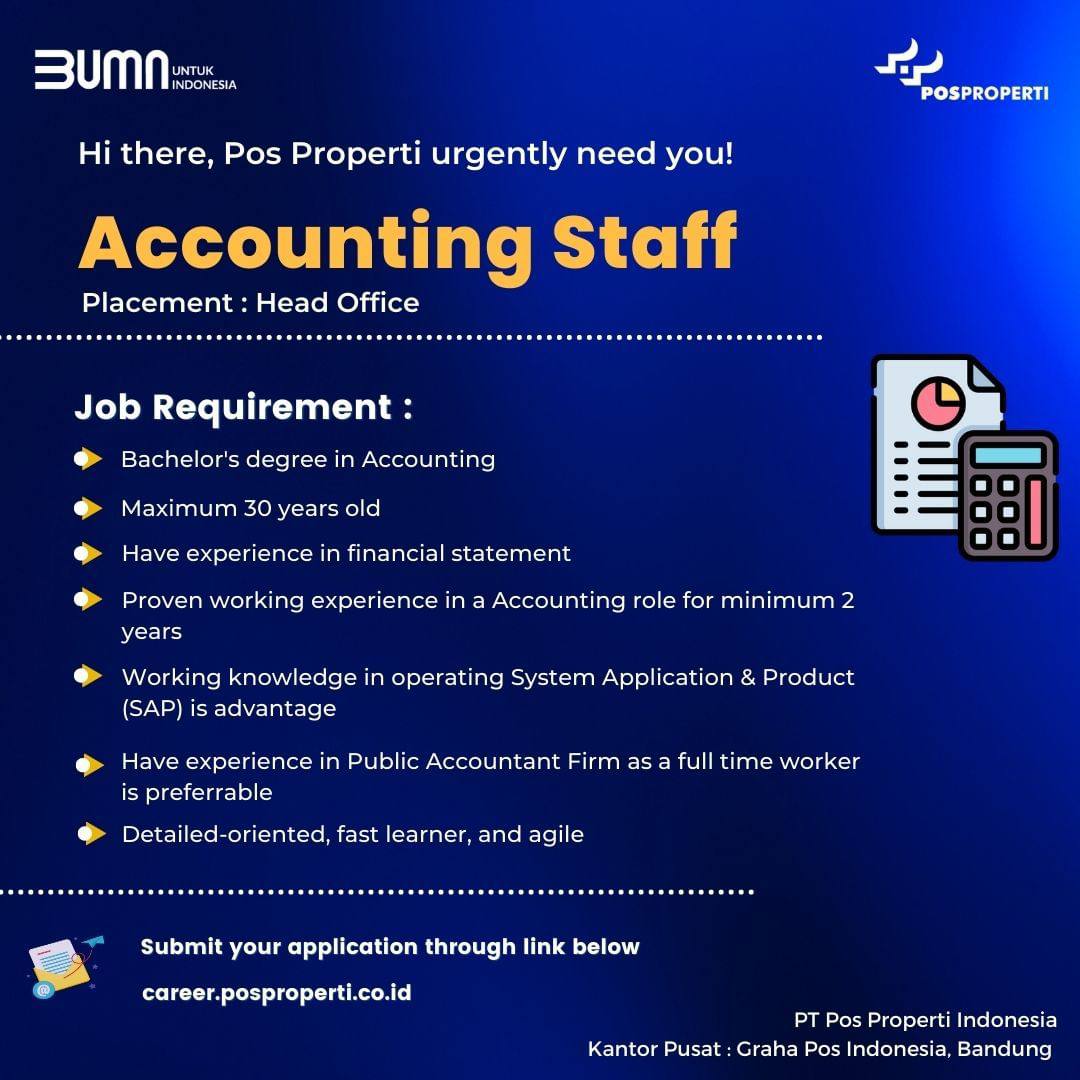 BUMN UNTUK
INDONESIA
POSPROPERTI
Hi there, Pos Properti urgently need you!
Accounting Staff
Placement : Head Office
Job Requirement :
Bachelor's degree in Accounting
Maximum 30 years old
Have experience in financial statement
Proven working experience in a Accounting role for minimum 2
years
Working knowledge in operating System Application & Product
(SAP) is advantage
Have experience in Public Accountant Firm as a full time worker
is preferrable
Detailed-oriented, fast learner, and agile
@
Submit your application through link below
career.posproperti.co.id
PT Pos Properti Indonesia
Kantor Pusat : Graha Pos Indonesia, Bandung